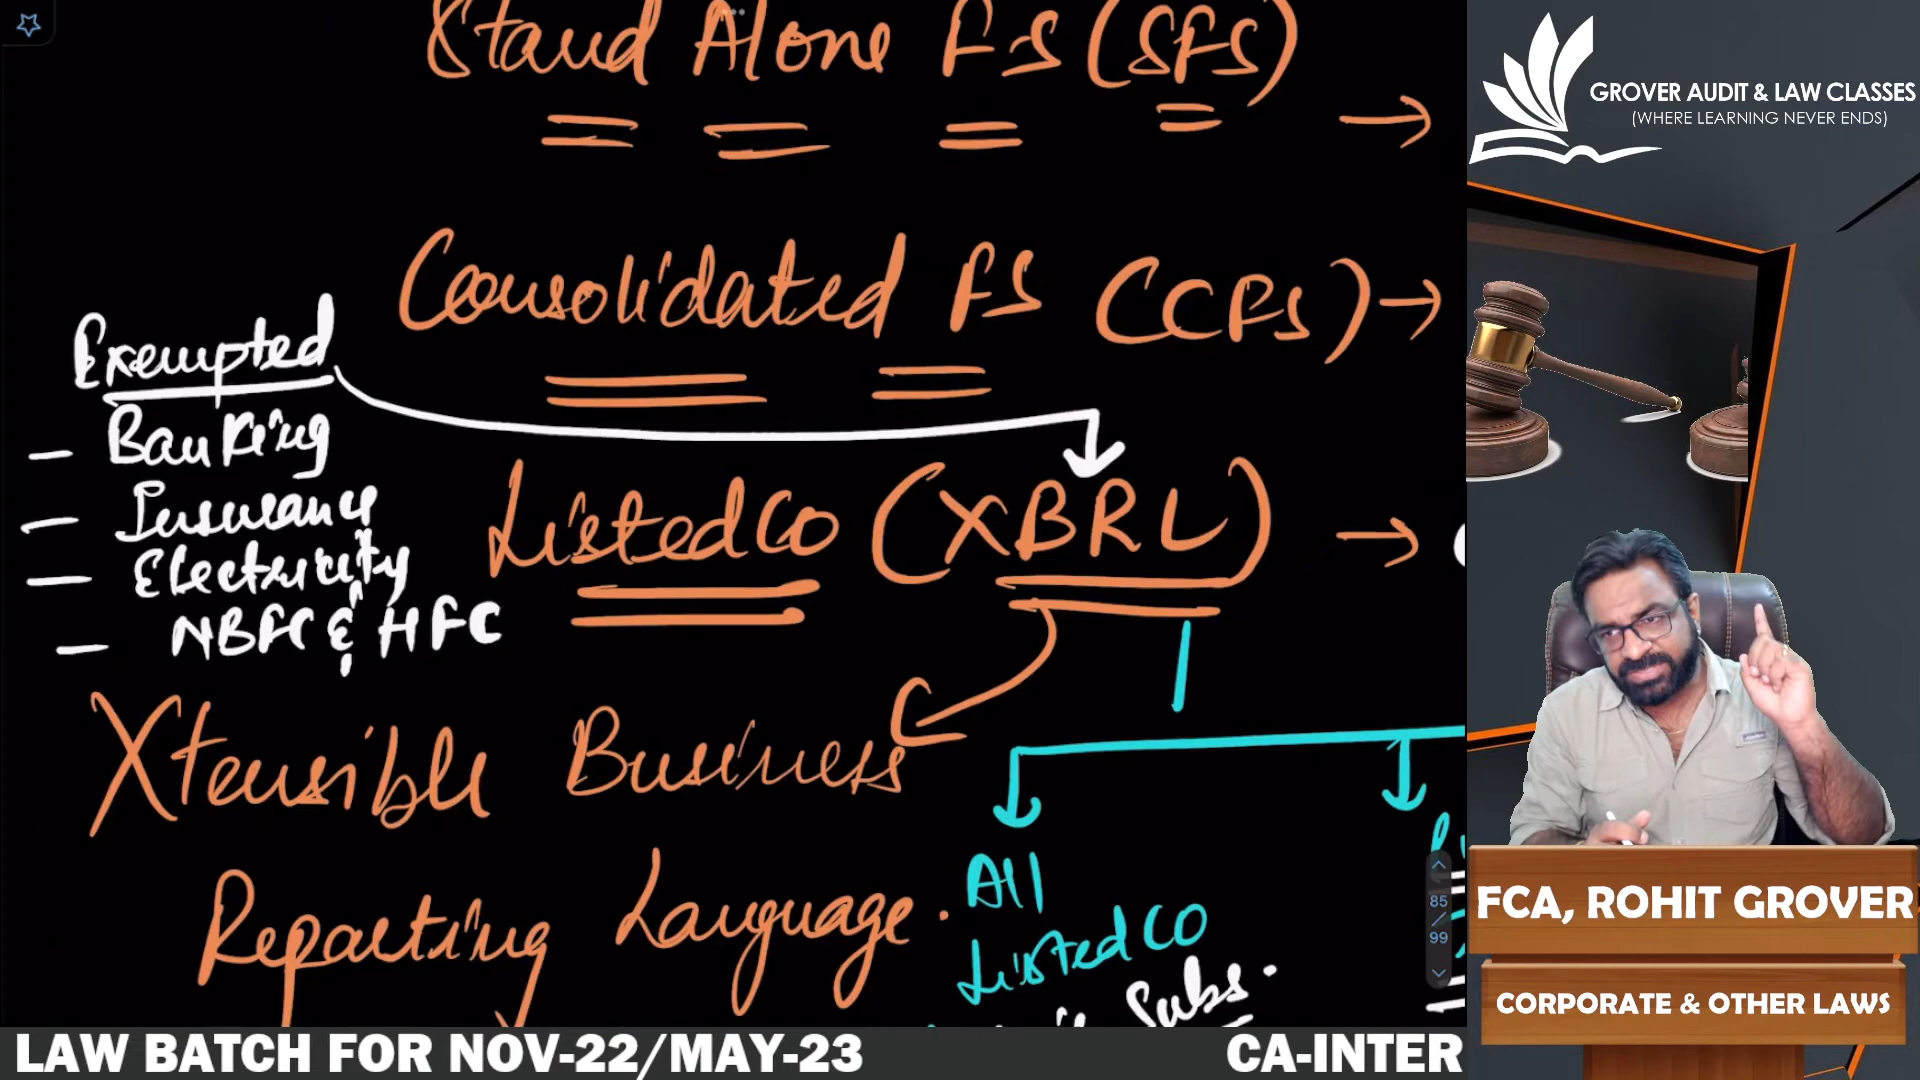 Stand Alone FS (SFS) →
Consolidated FS (CFS) →
Exempted
- Banking
- Insurance
- Electricity
- NBFC & HFC
Listed Co (XBRL) →
Xtensible Business
Reporting Language.
All
Listed Co
Subs.
85
99
GROVER AUDIT & LAW CLASSES
(WHERE LEARNING NEVER ENDS)
FCA, ROHIT GROVER
CORPORATE & OTHER LAWS
LAW BATCH FOR NOV-22/MAY-23
CA-INTER